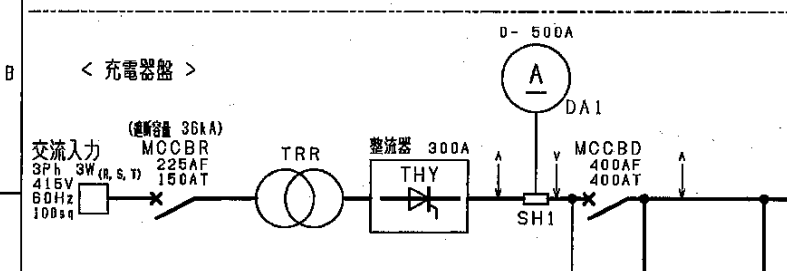 0- 500A
B
< 充電器盤 >
A
DA1
(遮断容量 36kA)
交流入力
3Ph 3W(R, S, T)
415V
60Hz
100sq
MCCBR
225AF
150AT
TRR
整流器 300A
THY
A
SH1
V
MCCBD
400AF
400AT
A